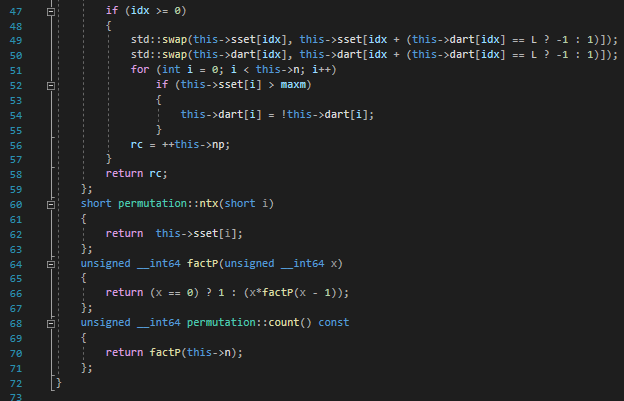 47 if (idx >= 0)
48 {
49 std::swap(this->sset[idx], this->sset[idx + (this->dart[idx] == L ? -1 : 1)]);
50 std::swap(this->dart[idx], this->dart[idx + (this->dart[idx] == L ? -1 : 1)]);
51 for (int i = 0; i < this->n; i++)
52 if (this->sset[i] > maxm)
53 {
54 this->dart[i] = !this->dart[i];
55 }
56 rc = ++this->np;
57 }
58 return rc;
59 };
60 short permutation::ntx(short i)
61 {
62 return  this->sset[i];
63 };
64 unsigned __int64 factP(unsigned __int64 x)
65 {
66 return (x == 0) ? 1 : (x*factP(x - 1));
67 };
68 unsigned __int64 permutation::count() const
69 {
70 return factP(this->n);
71 };
72 }
73